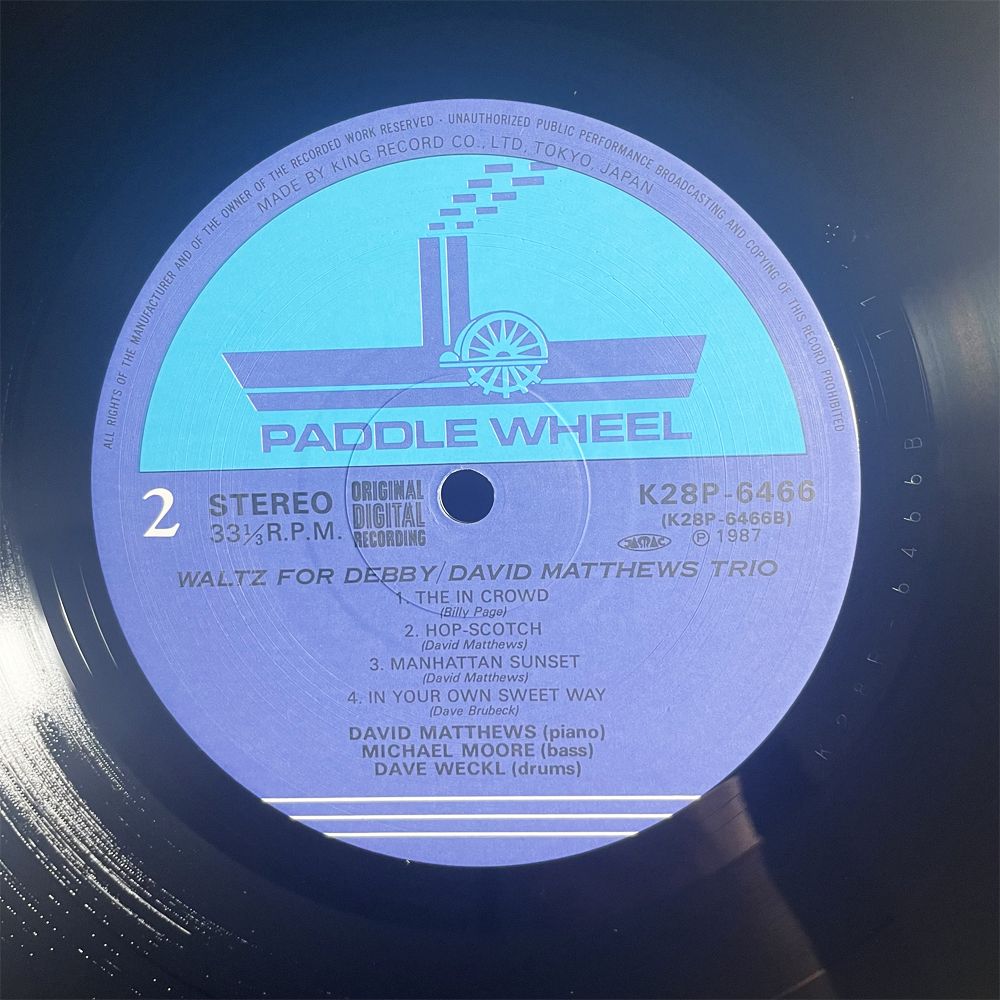 ALL RIGHTS OF THE MANUFACTURER AND OF THE OWNER OF THE RECORDED WORK RESERVED · UNAUTHORIZED PUBLIC PERFORMANCE BROADCASTING AND COPYING OF THIS RECORD PROHIBITED
MADE BY KING RECORD CO., LTD, TOKYO, JAPAN
PADDLE WHEEL
2
STEREO
33⅓R.P.M.
ORIGINAL
DIGITAL
RECORDING
K28P-6466
(K28P-6466B)
JASRAC
Ⓟ 1987
WALTZ FOR DEBBY/DAVID MATTHEWS TRIO
1. THE IN CROWD
(Billy Page)
2. HOP-SCOTCH
(David Matthews)
3. MANHATTAN SUNSET
(David Matthews)
4. IN YOUR OWN SWEET WAY
(Dave Brubeck)
DAVID MATTHEWS (piano)
MICHAEL MOORE (bass)
DAVE WECKL (drums)
K28P-6466B